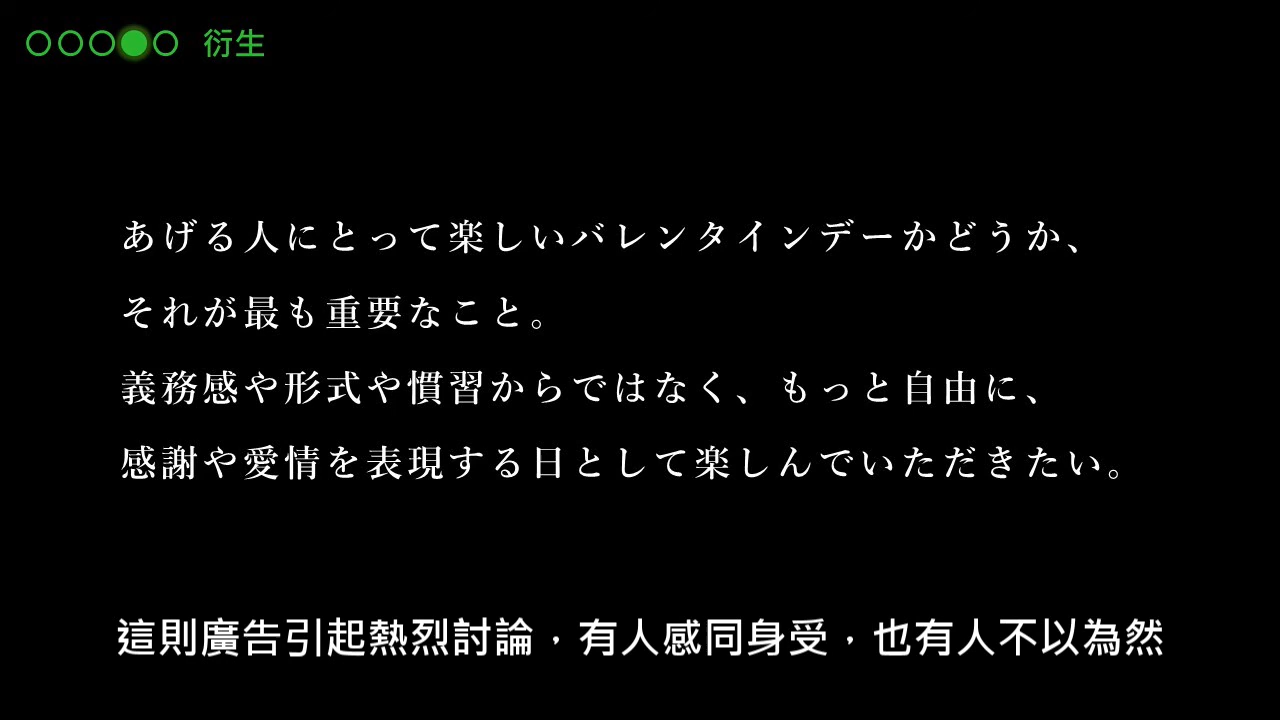 衍生
あげる人にとって楽しいバレンタインデーかどうか、
それが最も重要なこと。
義務感や形式や慣習からではなく、もっと自由に、
感謝や愛情を表現する日として楽しんでいただきたい。
這則廣告引起熱烈討論，有人感同身受，也有人不以為然